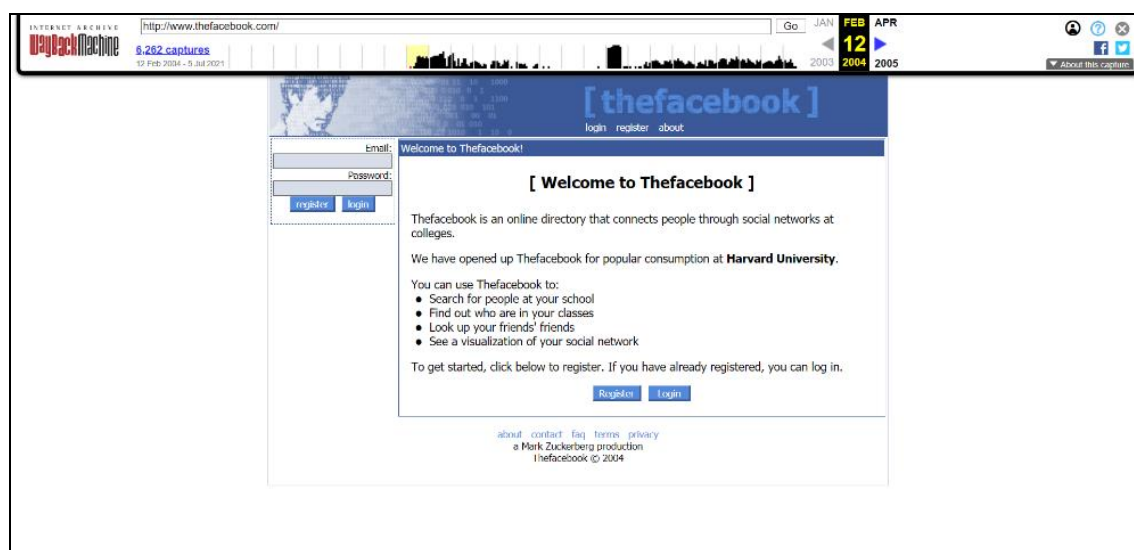 INTERNET ARCHIVE
WayBackMachine
http://www.thefacebook.com/
Go
JAN FEB APR
6,262 captures
12
12 Feb 2004 - 5 Jul 2021
2003 2004 2005
About this capture
[ thefacebook ]
login register about
Email:
Password:
register login
Welcome to Thefacebook!
[ Welcome to Thefacebook ]
Thefacebook is an online directory that connects people through social networks at
colleges.
We have opened up Thefacebook for popular consumption at Harvard University.
You can use Thefacebook to:
• Search for people at your school
• Find out who are in your classes
• Look up your friends' friends
• See a visualization of your social network
To get started, click below to register. If you have already registered, you can log in.
Register Login
about contact faq terms privacy
a Mark Zuckerberg production
Thefacebook © 2004